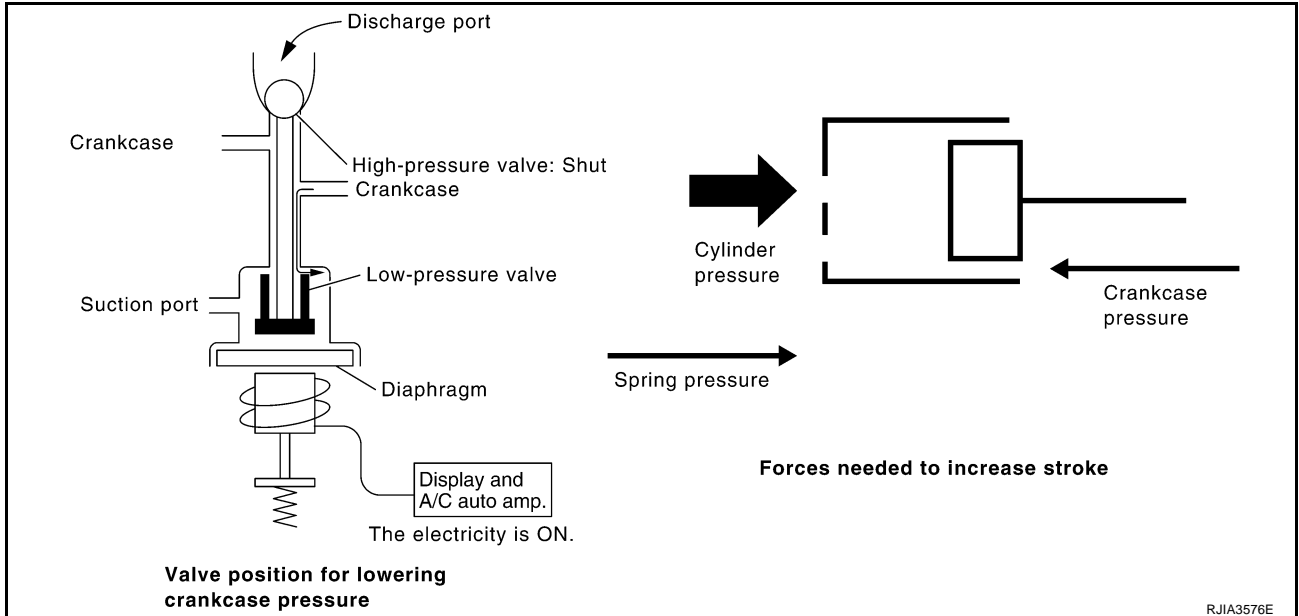 Discharge port
Crankcase
High-pressure valve: Shut
Crankcase
Low-pressure valve
Suction port
Diaphragm
Display and
A/C auto amp.
The electricity is ON.
Valve position for lowering
crankcase pressure
Cylinder
pressure
Crankcase
pressure
Spring pressure
Forces needed to increase stroke
RJIA3576E